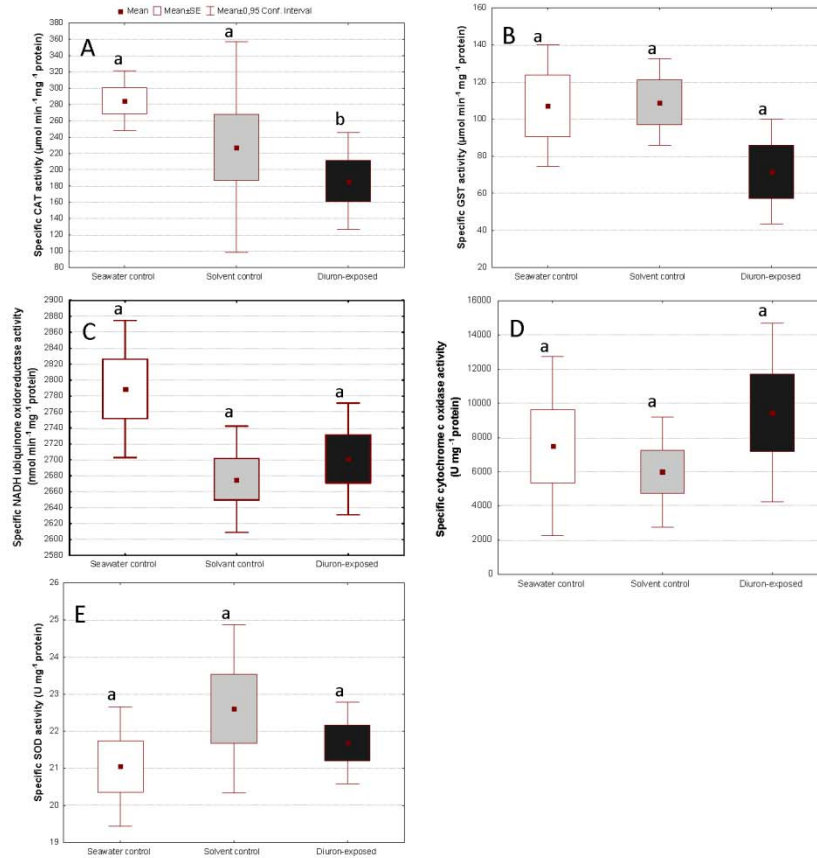 Mean Mean±SE Mean±0,95 Conf. Interval
A
Specific CAT activity (µmol min⁻¹ mg⁻¹ protein)
360
340
320
300
280
260
240
220
200
180
160
140
120
100
80
a
a
b
Seawater control Solvent control Diuron-exposed
B
Specific GST activity (µmol min⁻¹ mg⁻¹ protein)
160
140
120
100
80
60
40
20
a
a
a
Seawater control Solvent control Diuron-exposed
C
Specific NADH ubiquinone oxidoreductase activity
(nmol min⁻¹ mg⁻¹ protein)
2900
2880
2860
2840
2820
2800
2780
2760
2740
2720
2700
2680
2660
2640
2620
2600
2580
a
a
a
Seawater control Solvant control Diuron-exposed
D
Specific cytochrome c oxidase activity
(U mg⁻¹ protein)
16000
14000
12000
10000
8000
6000
4000
2000
0
a
a
a
Seawater control Solvent control Diuron-exposed
E
Specific SOD activity (U mg⁻¹ protein)
26
25
24
23
22
21
20
19
a
a
a
Seawater control Solvent control Diuron-exposed